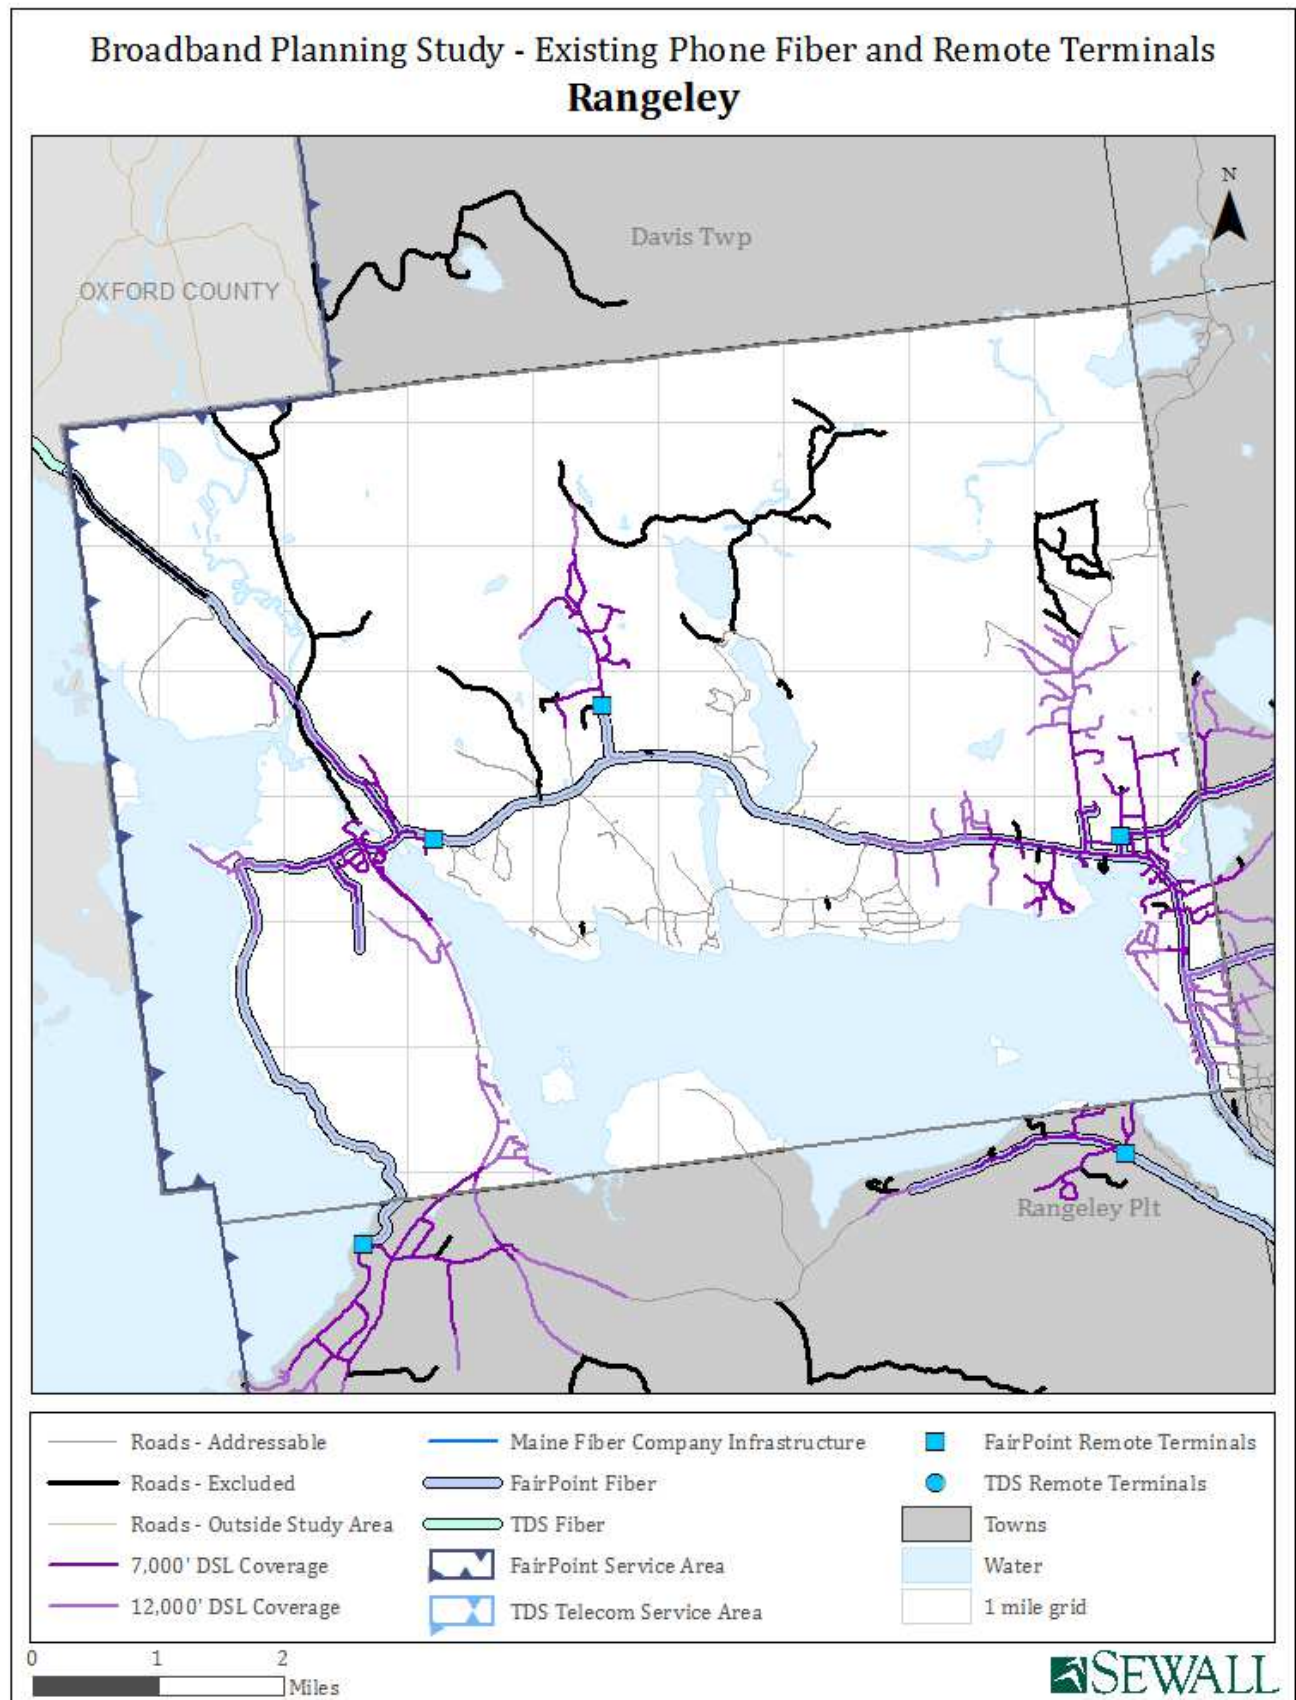 Broadband Planning Study - Existing Phone Fiber and Remote Terminals
Rangeley
N
Davis Twp
OXFORD COUNTY
Rangeley Plt
Roads - Addressable
Roads - Excluded
Roads - Outside Study Area
7,000' DSL Coverage
12,000' DSL Coverage
Maine Fiber Company Infrastructure
FairPoint Fiber
TDS Fiber
FairPoint Service Area
TDS Telecom Service Area
FairPoint Remote Terminals
TDS Remote Terminals
Towns
Water
1 mile grid
0 1 2
Miles
SEWALL